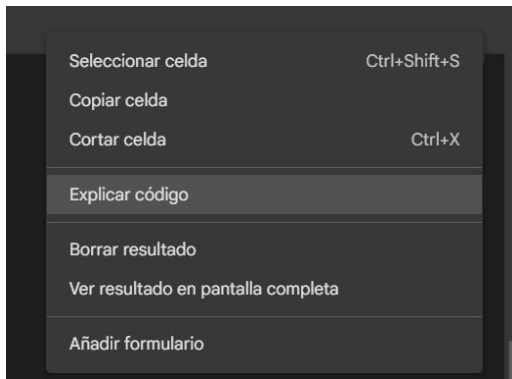 Seleccionar celda Ctrl+Shift+S
Copiar celda
Cortar celda Ctrl+X
Explicar código
Borrar resultado
Ver resultado en pantalla completa
Añadir formulario